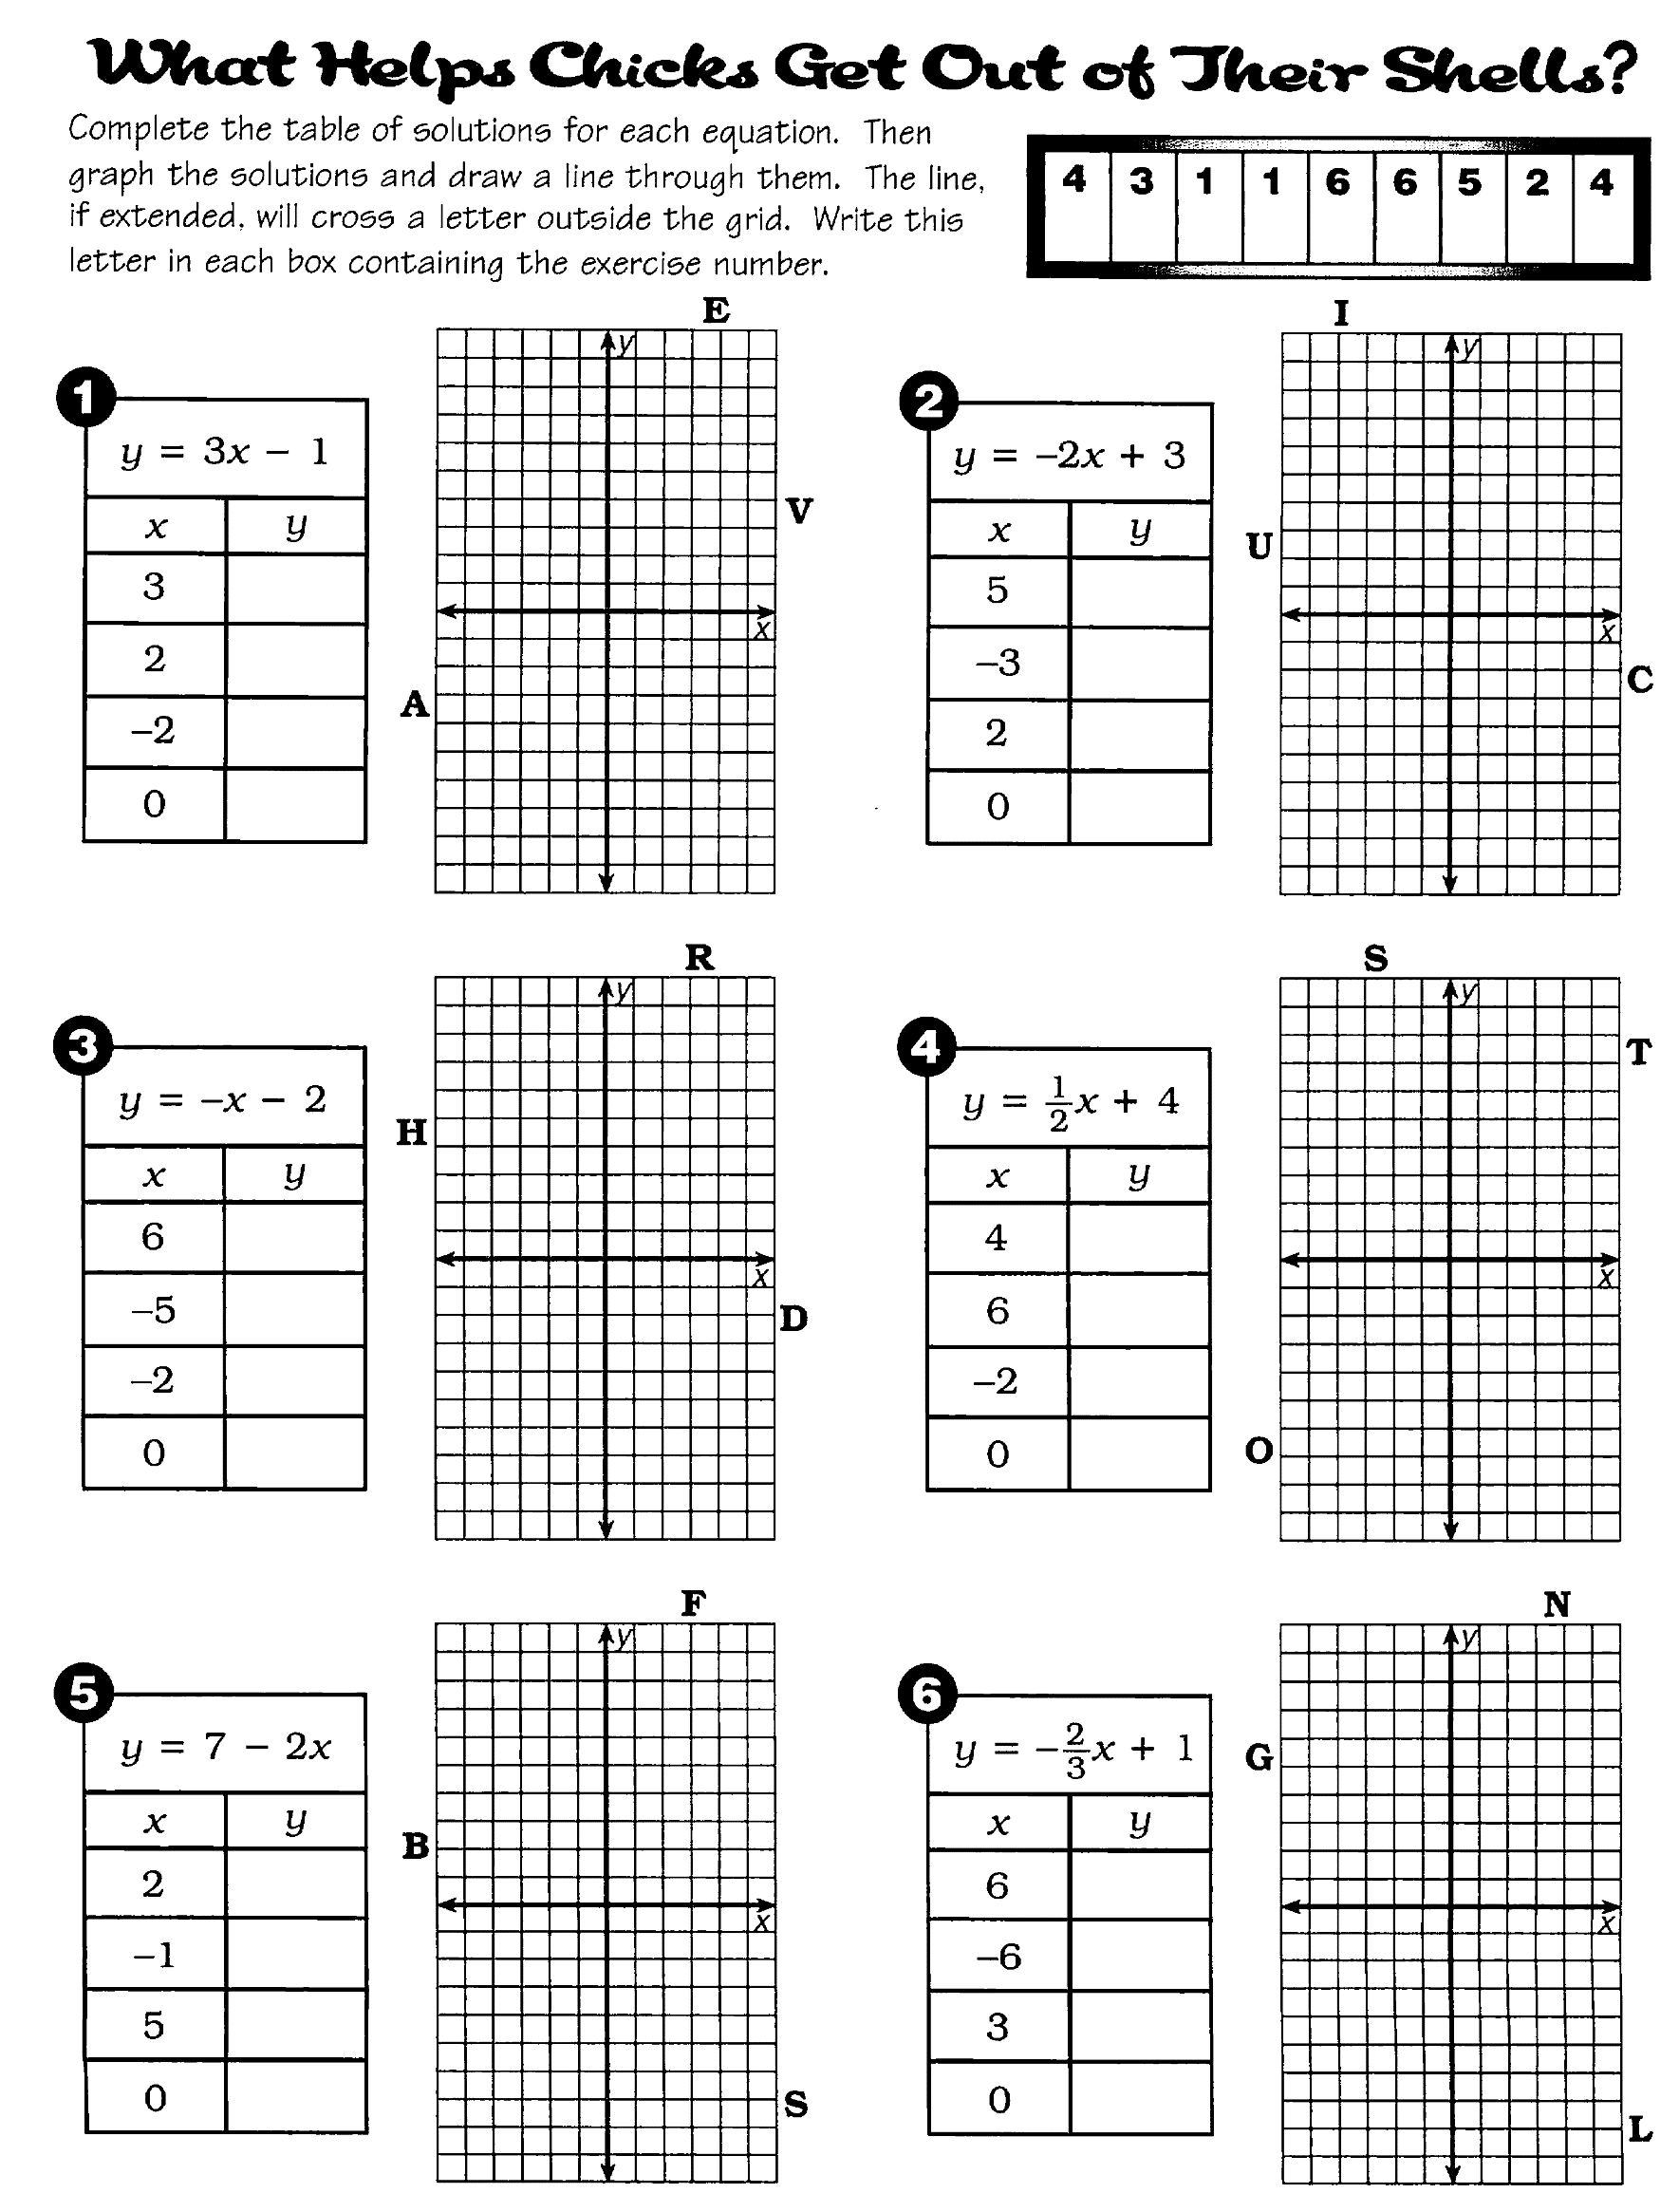 What Helps Chicks Get Out of Their Shells?
Complete the table of solutions for each equation. Then
graph the solutions and draw a line through them. The line,
if extended, will cross a letter outside the grid. Write this
letter in each box containing the exercise number.
4 3 1 1 6 6 5 2 4
1
y = 3x – 1
x y
3
2
–2
0
E
y
V
x
A
2
y = –2x + 3
x y
5
–3
2
0
I
y
U
x
C
3
y = –x – 2
x y
6
–5
–2
0
R
y
H
x
D
4
y = 1/2x + 4
x y
4
6
–2
0
S
y
T
x
O
5
y = 7 – 2x
x y
2
–1
5
0
F
y
B
x
S
6
y = –2/3x + 1
x y
6
–6
3
0
N
y
G
x
L